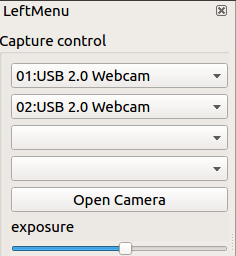 LeftMenu
Capture control
01:USB 2.0 Webcam
02:USB 2.0 Webcam
Open Camera
exposure